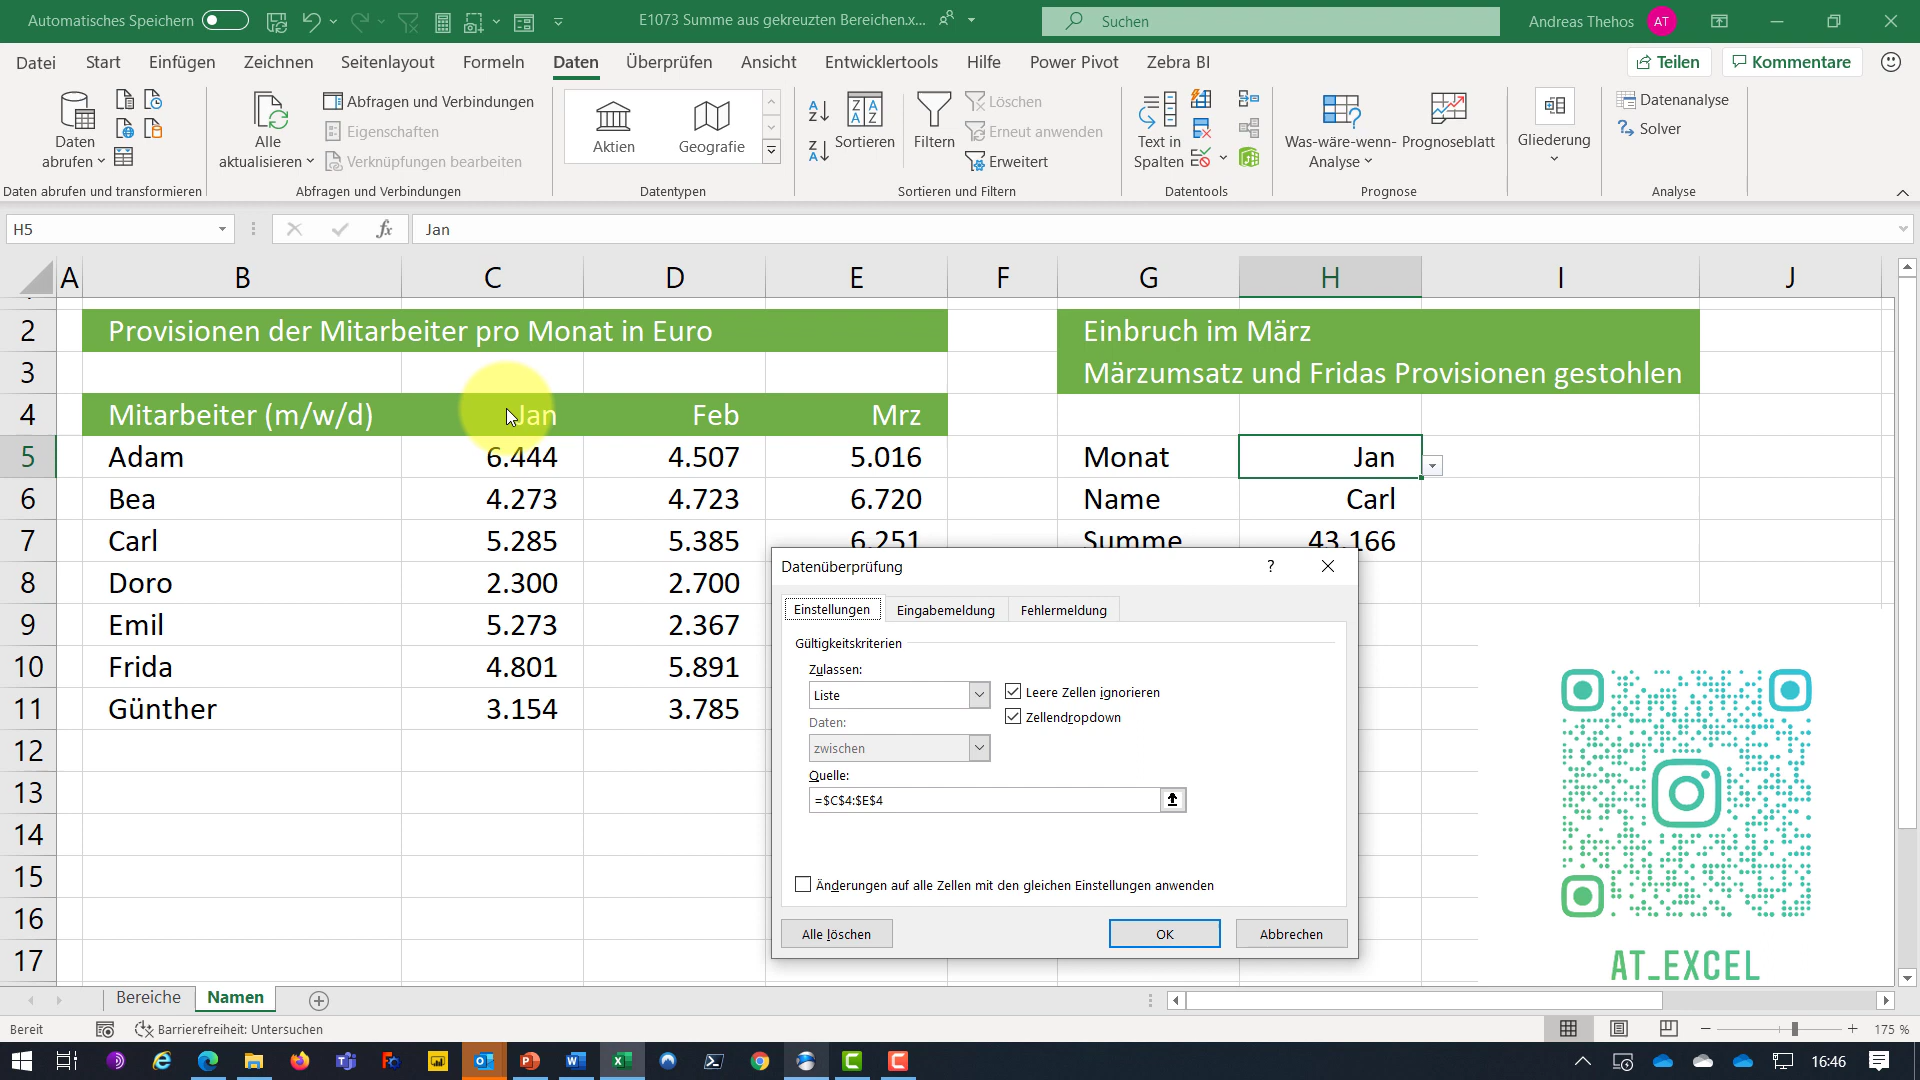 Automatisches Speichern
E1073 Summe aus gekreuzten Bereichen.x...
Suchen
Andreas Thehos AT
Datei Start Einfügen Zeichnen Seitenlayout Formeln Daten Überprüfen Ansicht Entwicklertools Hilfe Power Pivot Zebra BI Teilen Kommentare
Daten abrufen
Alle aktualisieren
Abfragen und Verbindungen
Eigenschaften
Verknüpfungen bearbeiten
Aktien
Geografie
Sortieren
Filtern
Löschen
Erneut anwenden
Erweitert
Text in Spalten
Was-wäre-wenn-Analyse
Prognoseblatt
Gliederung
Datenanalyse
Solver
Daten abrufen und transformieren
Abfragen und Verbindungen
Datentypen
Sortieren und Filtern
Datentools
Prognose
Analyse
H5
fx
Jan
A B C D E F G H I J
2 Provisionen der Mitarbeiter pro Monat in Euro Einbruch im März
3 Märzumsatz und Fridas Provisionen gestohlen
4 Mitarbeiter (m/w/d) Jan Feb Mrz
5 Adam 6.444 4.507 5.016 Monat Jan
6 Bea 4.273 4.723 6.720 Name Carl
7 Carl 5.285 5.385 6.251 Summe 43.166
8 Doro 2.300 2.700
9 Emil 5.273 2.367
10 Frida 4.801 5.891
11 Günther 3.154 3.785
12
13
14
15
16
17
Datenüberprüfung
?
Einstellungen Eingabemeldung Fehlermeldung
Gültigkeitskriterien
Zulassen:
Liste
Leere Zellen ignorieren
Zellendropdown
Daten:
zwischen
Quelle:
=$C$4:$E$4
Änderungen auf alle Zellen mit den gleichen Einstellungen anwenden
Alle löschen OK Abbrechen
AT_EXCEL
Bereiche Namen
Bereit
Barrierefreiheit: Untersuchen
175 %
16:46